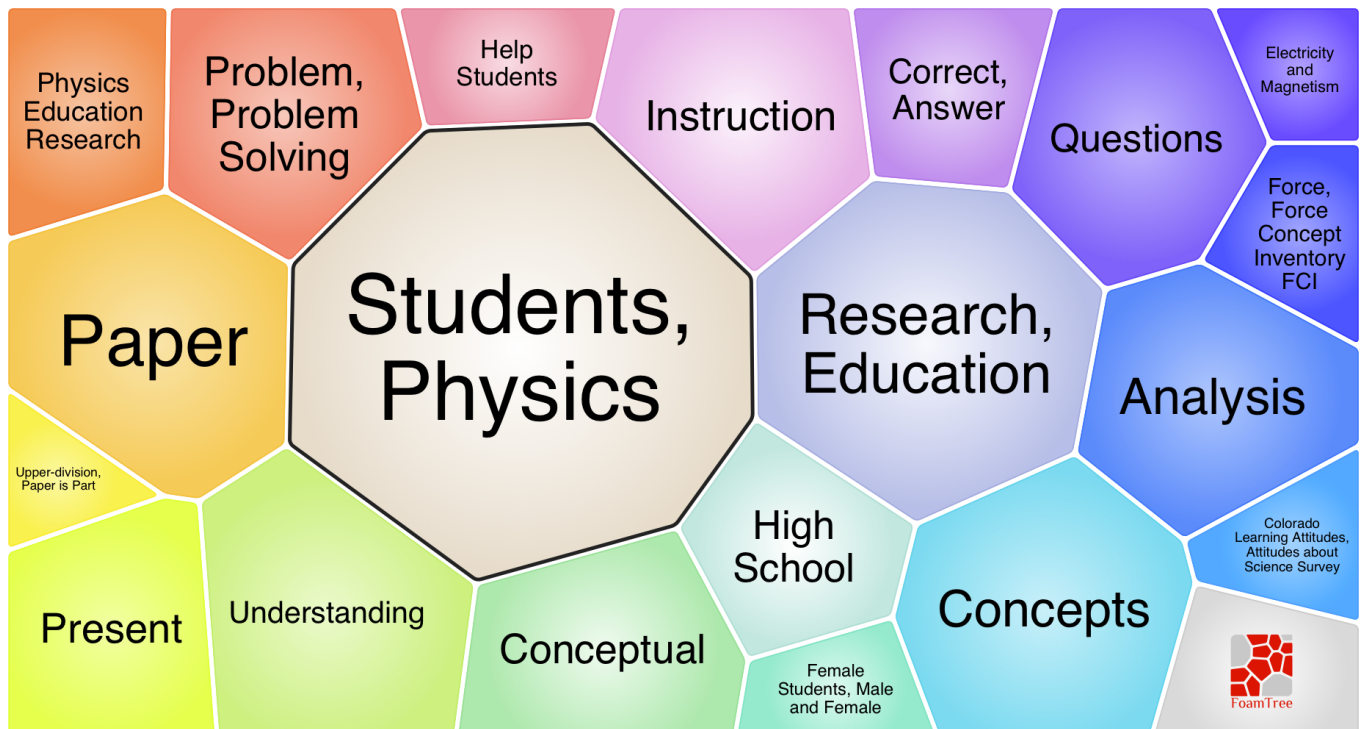 Physics
Education
Research
Problem,
Problem
Solving
Help
Students
Instruction
Correct,
Answer
Questions
Electricity
and
Magnetism
Force,
Force
Concept
Inventory
FCI
Paper
Students,
Physics
Research,
Education
Analysis
Upper-division,
Paper is Part
High
School
Colorado
Learning Attitudes,
Attitudes about
Science Survey
Present
Understanding
Conceptual
Concepts
Female
Students, Male
and Female
FoamTree